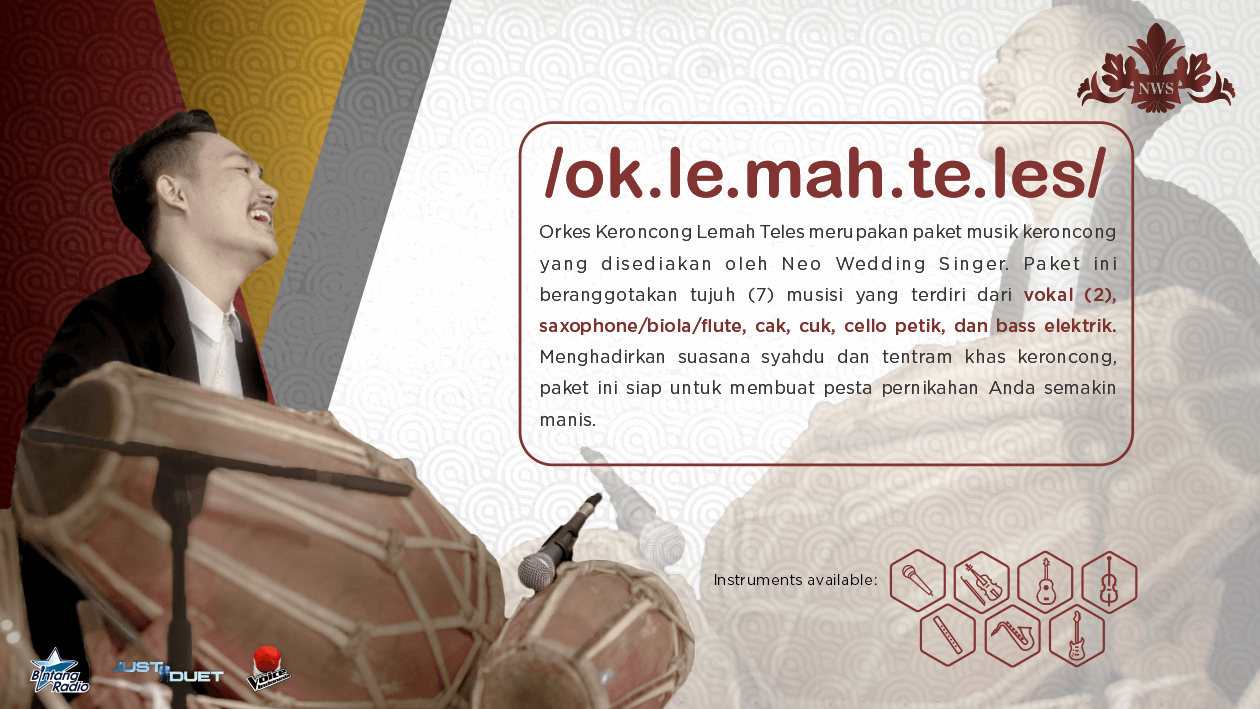 NWS
/ok.le.mah.te.les/
Orkes Keroncong Lemah Teles merupakan paket musik keroncong
yang disediakan oleh Neo Wedding Singer. Paket ini
beranggotakan tujuh (7) musisi yang terdiri dari vokal (2),
saxophone/biola/flute, cak, cuk, cello petik, dan bass elektrik.
Menghadirkan suasana syahdu dan tentram khas keroncong,
paket ini siap untuk membuat pesta pernikahan Anda semakin
manis.
Instruments available:
Bintang
Radio
JUST
DUET
The
Voice
Indonesia